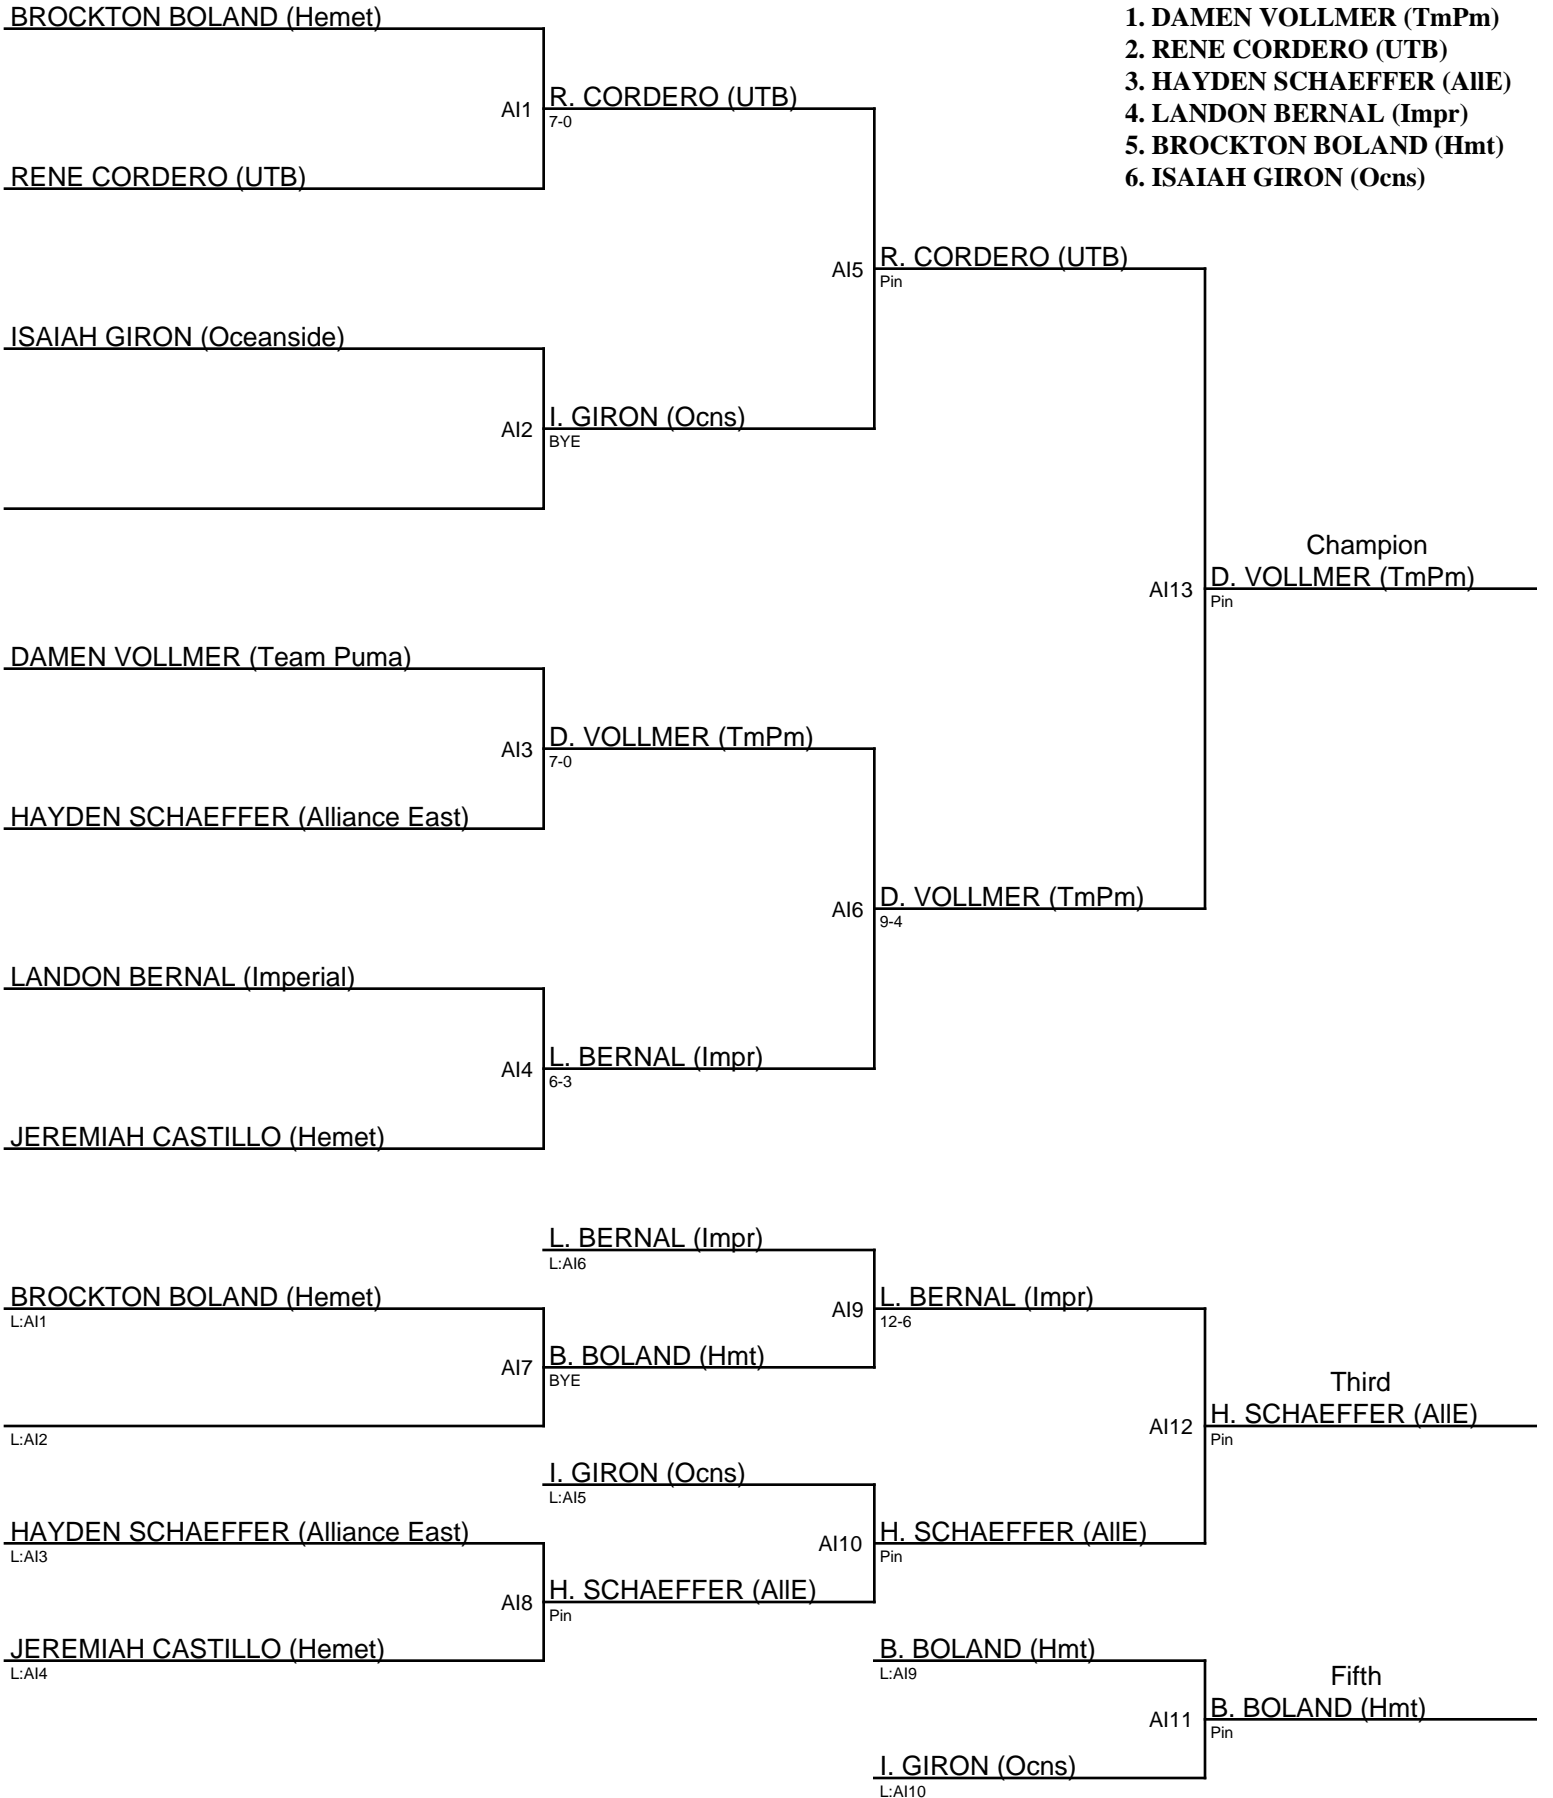 BROCKTON BOLAND (Hemet)
1. DAMEN VOLLMER (TmPm)
2. RENE CORDERO (UTB)
3. HAYDEN SCHAEFFER (AllE)
4. LANDON BERNAL (Impr)
5. BROCKTON BOLAND (Hmt)
6. ISAIAH GIRON (Ocns)
AI1
R. CORDERO (UTB)
7-0
RENE CORDERO (UTB)
AI5
R. CORDERO (UTB)
Pin
ISAIAH GIRON (Oceanside)
AI2
I. GIRON (Ocns)
BYE
Champion
AI13
D. VOLLMER (TmPm)
Pin
DAMEN VOLLMER (Team Puma)
AI3
D. VOLLMER (TmPm)
7-0
HAYDEN SCHAEFFER (Alliance East)
AI6
D. VOLLMER (TmPm)
9-4
LANDON BERNAL (Imperial)
AI4
L. BERNAL (Impr)
6-3
JEREMIAH CASTILLO (Hemet)
L. BERNAL (Impr)
L:AI6
BROCKTON BOLAND (Hemet)
L:AI1
AI9
L. BERNAL (Impr)
12-6
AI7
B. BOLAND (Hmt)
BYE
L:AI2
Third
AI12
H. SCHAEFFER (AllE)
Pin
I. GIRON (Ocns)
L:AI5
HAYDEN SCHAEFFER (Alliance East)
L:AI3
AI10
H. SCHAEFFER (AllE)
Pin
AI8
H. SCHAEFFER (AllE)
Pin
JEREMIAH CASTILLO (Hemet)
L:AI4
B. BOLAND (Hmt)
L:AI9
Fifth
AI11
B. BOLAND (Hmt)
Pin
I. GIRON (Ocns)
L:AI10